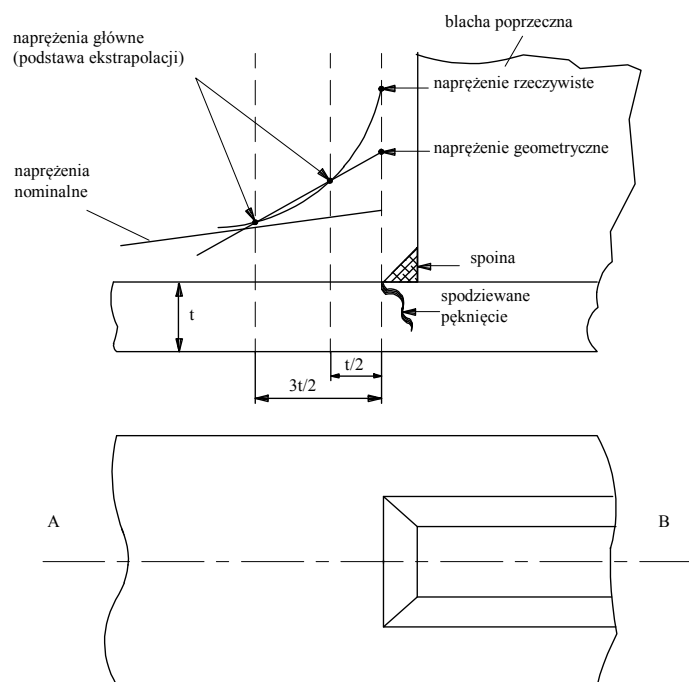 blacha poprzeczna
naprężenia główne
(podstawa ekstrapolacji)
naprężenie rzeczywiste
naprężenie geometryczne
naprężenia
nominalne
spoina
spodziewane
pęknięcie
t
t/2
3t/2
A
B